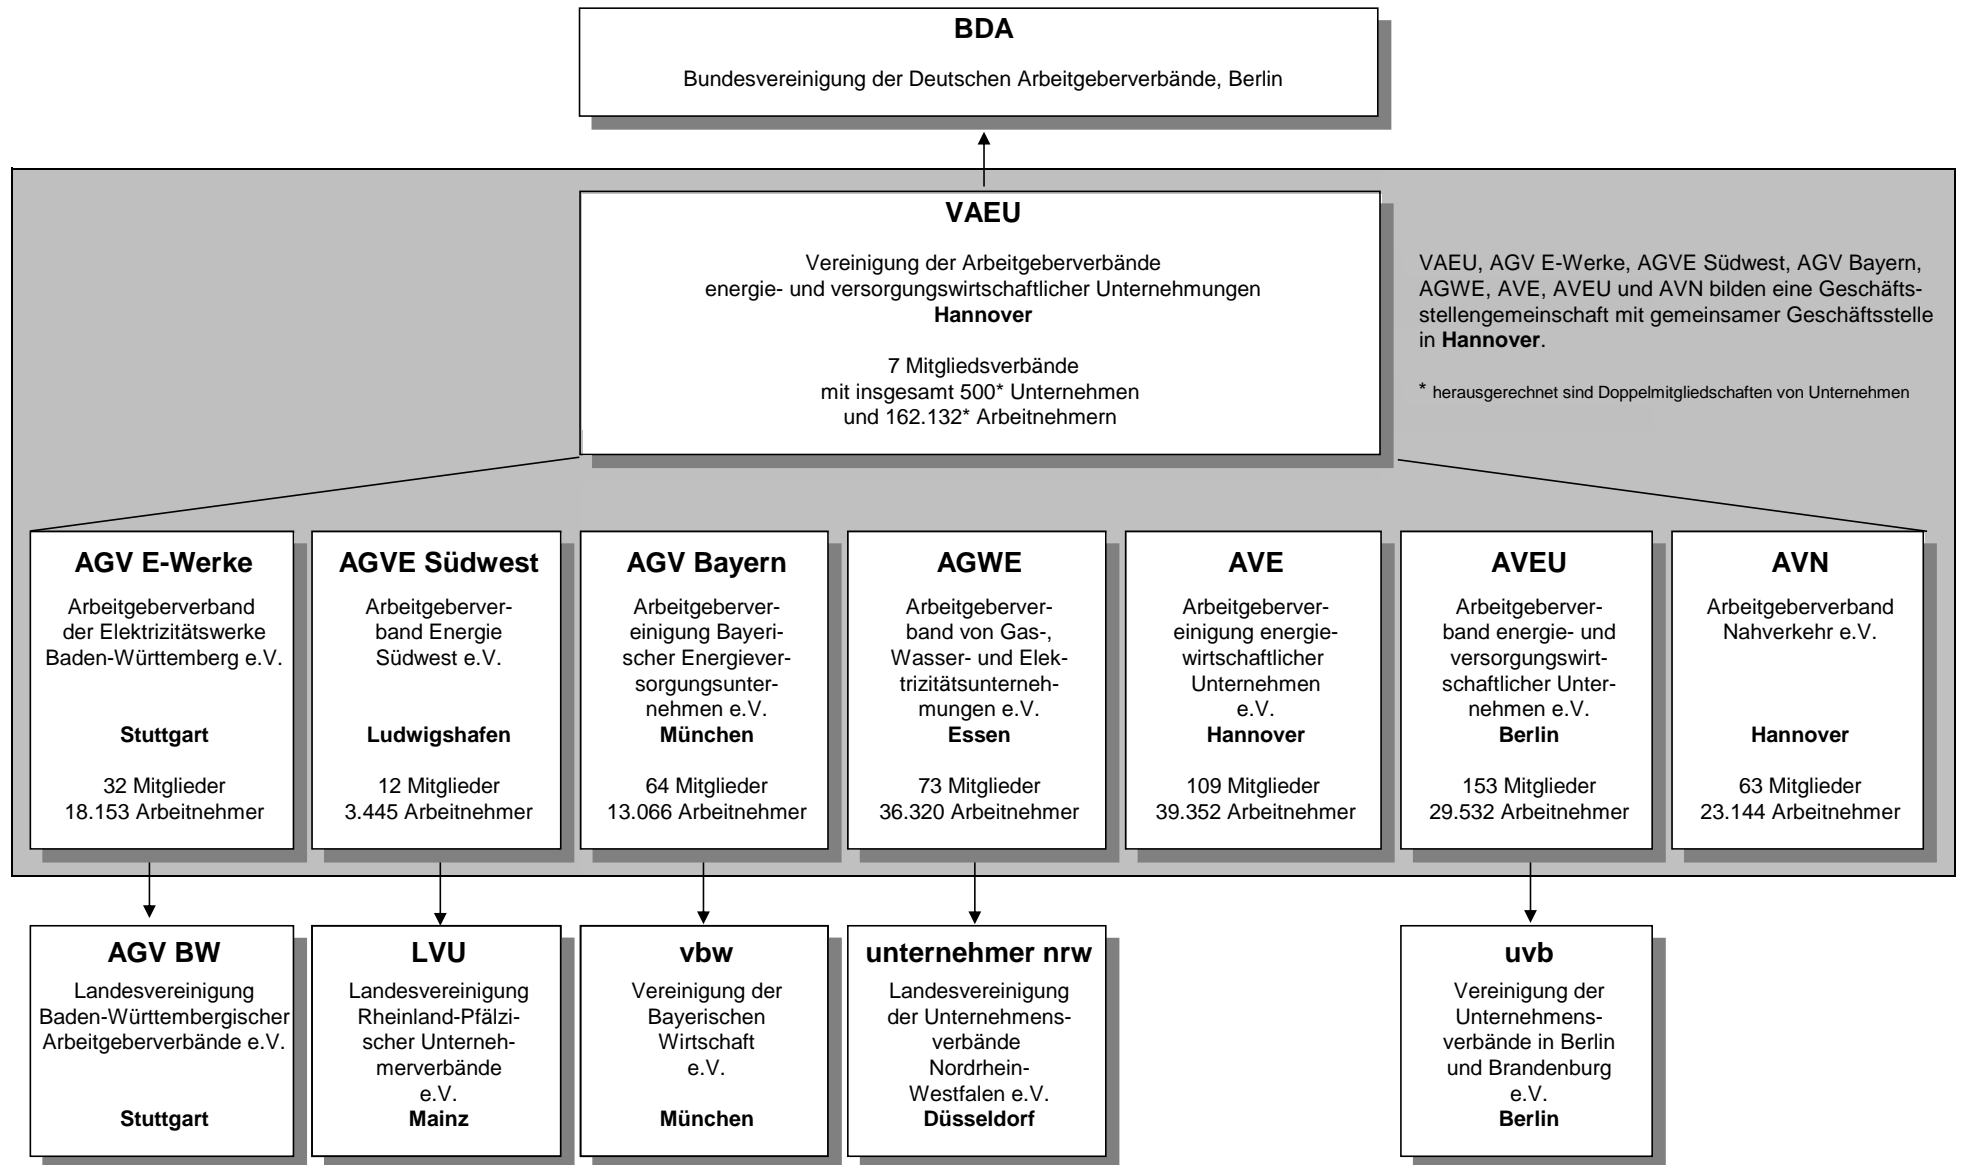 BDA
Bundesvereinigung der Deutschen Arbeitgeberverbände, Berlin
VAEU
Vereinigung der Arbeitgeberverbände
energie- und versorgungswirtschaftlicher Unternehmungen
Hannover
7 Mitgliedsverbände
mit insgesamt 500* Unternehmen
und 162.132* Arbeitnehmern
VAEU, AGV E-Werke, AGVE Südwest, AGV Bayern,
AGWE, AVE, AVEU und AVN bilden eine Geschäfts-
stellengemeinschaft mit gemeinsamer Geschäftsstelle
in Hannover.
* herausgerechnet sind Doppelmitgliedschaften von Unternehmen
AGV E-Werke
Arbeitgeberverband
der Elektrizitätswerke
Baden-Württemberg e.V.
Stuttgart
32 Mitglieder
18.153 Arbeitnehmer
AGVE Südwest
Arbeitgeberver-
band Energie
Südwest e.V.
Ludwigshafen
12 Mitglieder
3.445 Arbeitnehmer
AGV Bayern
Arbeitgeberver-
einigung Bayeri-
scher Energiever-
sorgungsunter-
nehmen e.V.
München
64 Mitglieder
13.066 Arbeitnehmer
AGWE
Arbeitgeberver-
band von Gas-,
Wasser- und Elek-
trizitätsunterneh-
mungen e.V.
Essen
73 Mitglieder
36.320 Arbeitnehmer
AVE
Arbeitgeberver-
einigung energie-
wirtschaftlicher
Unternehmen
e.V.
Hannover
109 Mitglieder
39.352 Arbeitnehmer
AVEU
Arbeitgeberver-
band energie- und
versorgungswirt-
schaftlicher Unter-
nehmen e.V.
Berlin
153 Mitglieder
29.532 Arbeitnehmer
AVN
Arbeitgeberverband
Nahverkehr e.V.
Hannover
63 Mitglieder
23.144 Arbeitnehmer
AGV BW
Landesvereinigung
Baden-Württembergischer
Arbeitgeberverbände e.V.
Stuttgart
LVU
Landesvereinigung
Rheinland-Pfälzi-
scher Unterneh-
merverbände
e.V.
Mainz
vbw
Vereinigung der
Bayerischen
Wirtschaft
e.V.
München
unternehmer nrw
Landesvereinigung
der Unternehmens-
verbände
Nordrhein-
Westfalen e.V.
Düsseldorf
uvb
Vereinigung der
Unternehmens-
verbände in Berlin
und Brandenburg
e.V.
Berlin